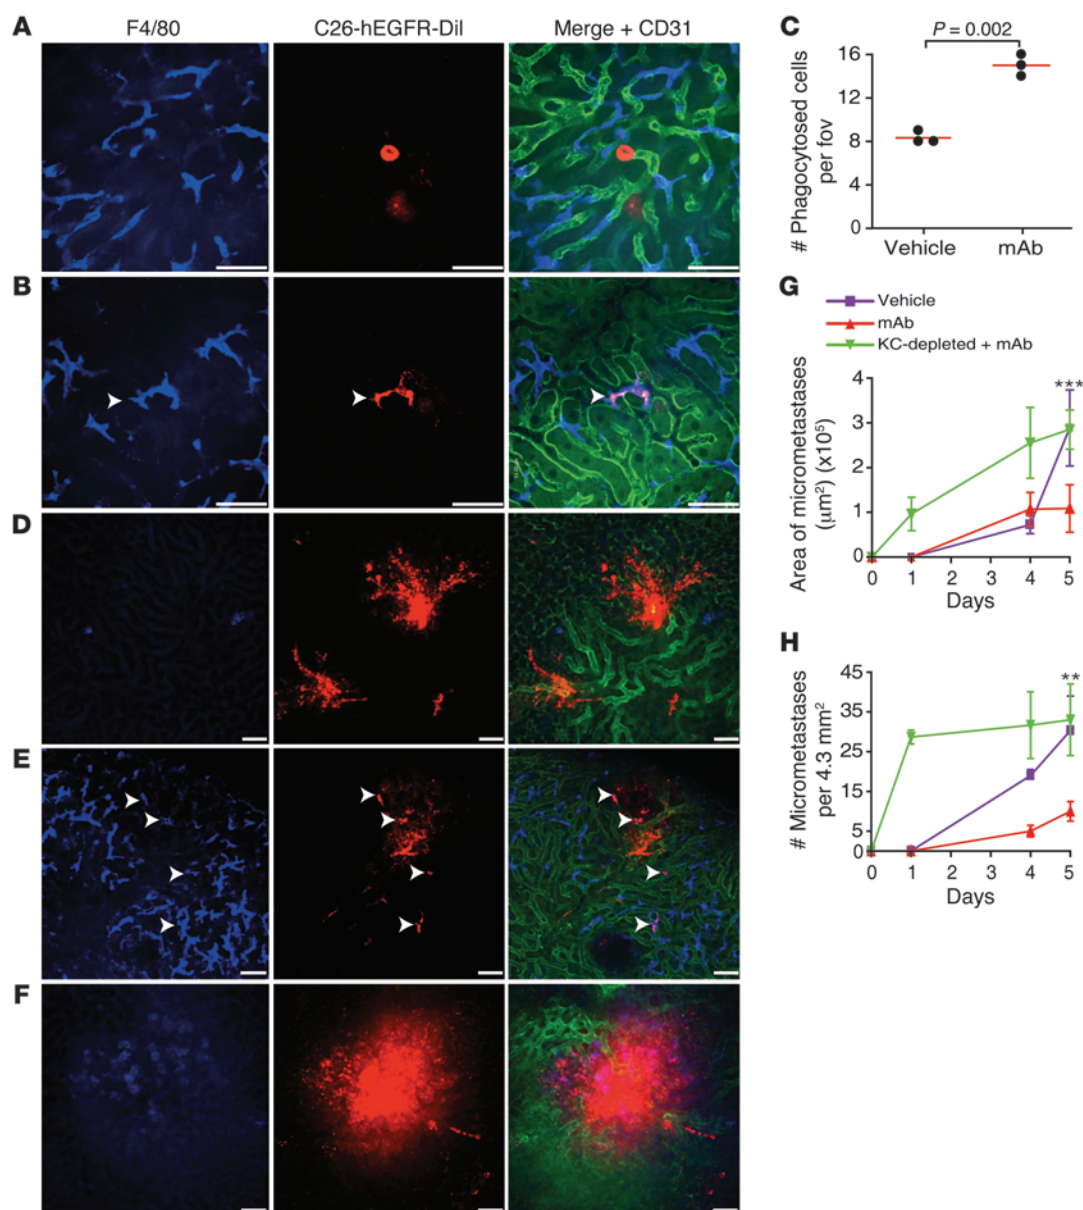 A
F4/80
C26-hEGFR-DiI
Merge + CD31
B
D
E
F
C
P = 0.002
# Phagocytosed cells
per fov
16
12
8
4
0
Vehicle
mAb
G
Vehicle
mAb
KC-depleted + mAb
***
Area of micrometastases
(μm²) (x10⁵)
4
3
2
1
0
0 1 2 3 4 5
Days
H
**
# Micrometastases
per 4.3 mm²
45
35
25
15
5
0
0 1 2 3 4 5
Days